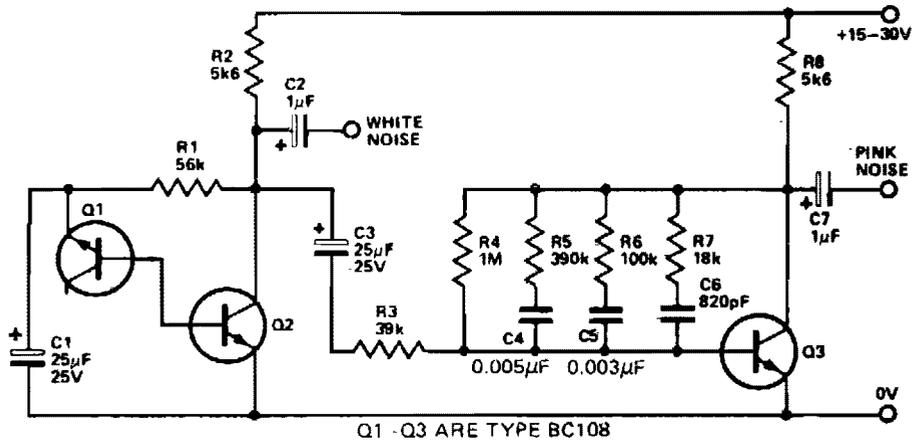 +15–30V
R2
5k6
R8
5k6
C2
1µF
+
WHITE
NOISE
R1
56k
PINK
NOISE
Q1
+
C3
25µF
25V
R4
1M
R5
390k
R6
100k
R7
18k
+
C7
1µF
C6
820pF
Q2
R3
39k
+
C1
25µF
25V
C4
0.005µF
C5
0.003µF
Q3
0V
Q1 -Q3 ARE TYPE BC108